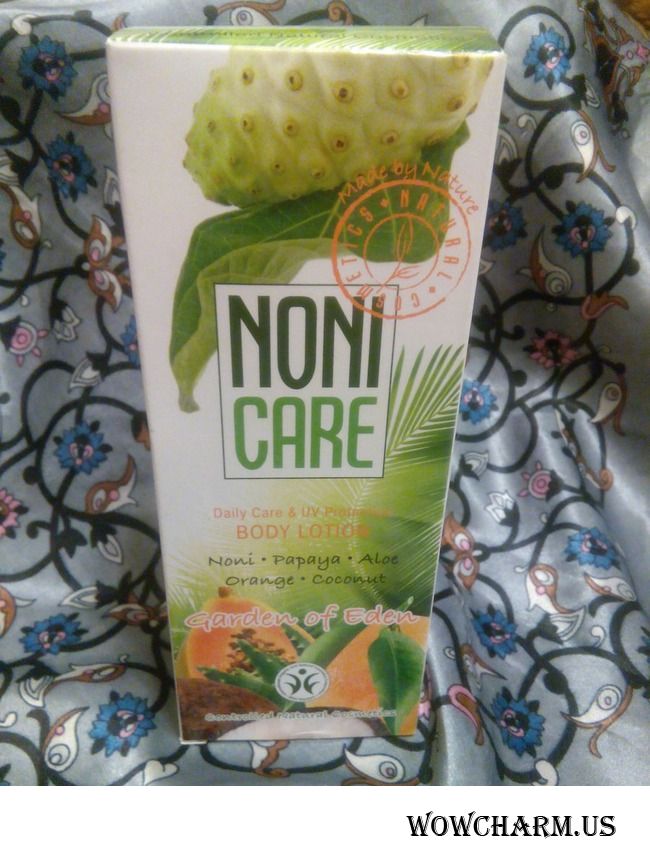 Made by Nature
NATURAL • COSMETICS •
NONI
CARE
Daily Care & UV
BODY LOTION
Noni • Papaya • Aloe
Orange • Coconut
Garden of Eden
Controlled Natural Cosmetics
WOWCHARM.US